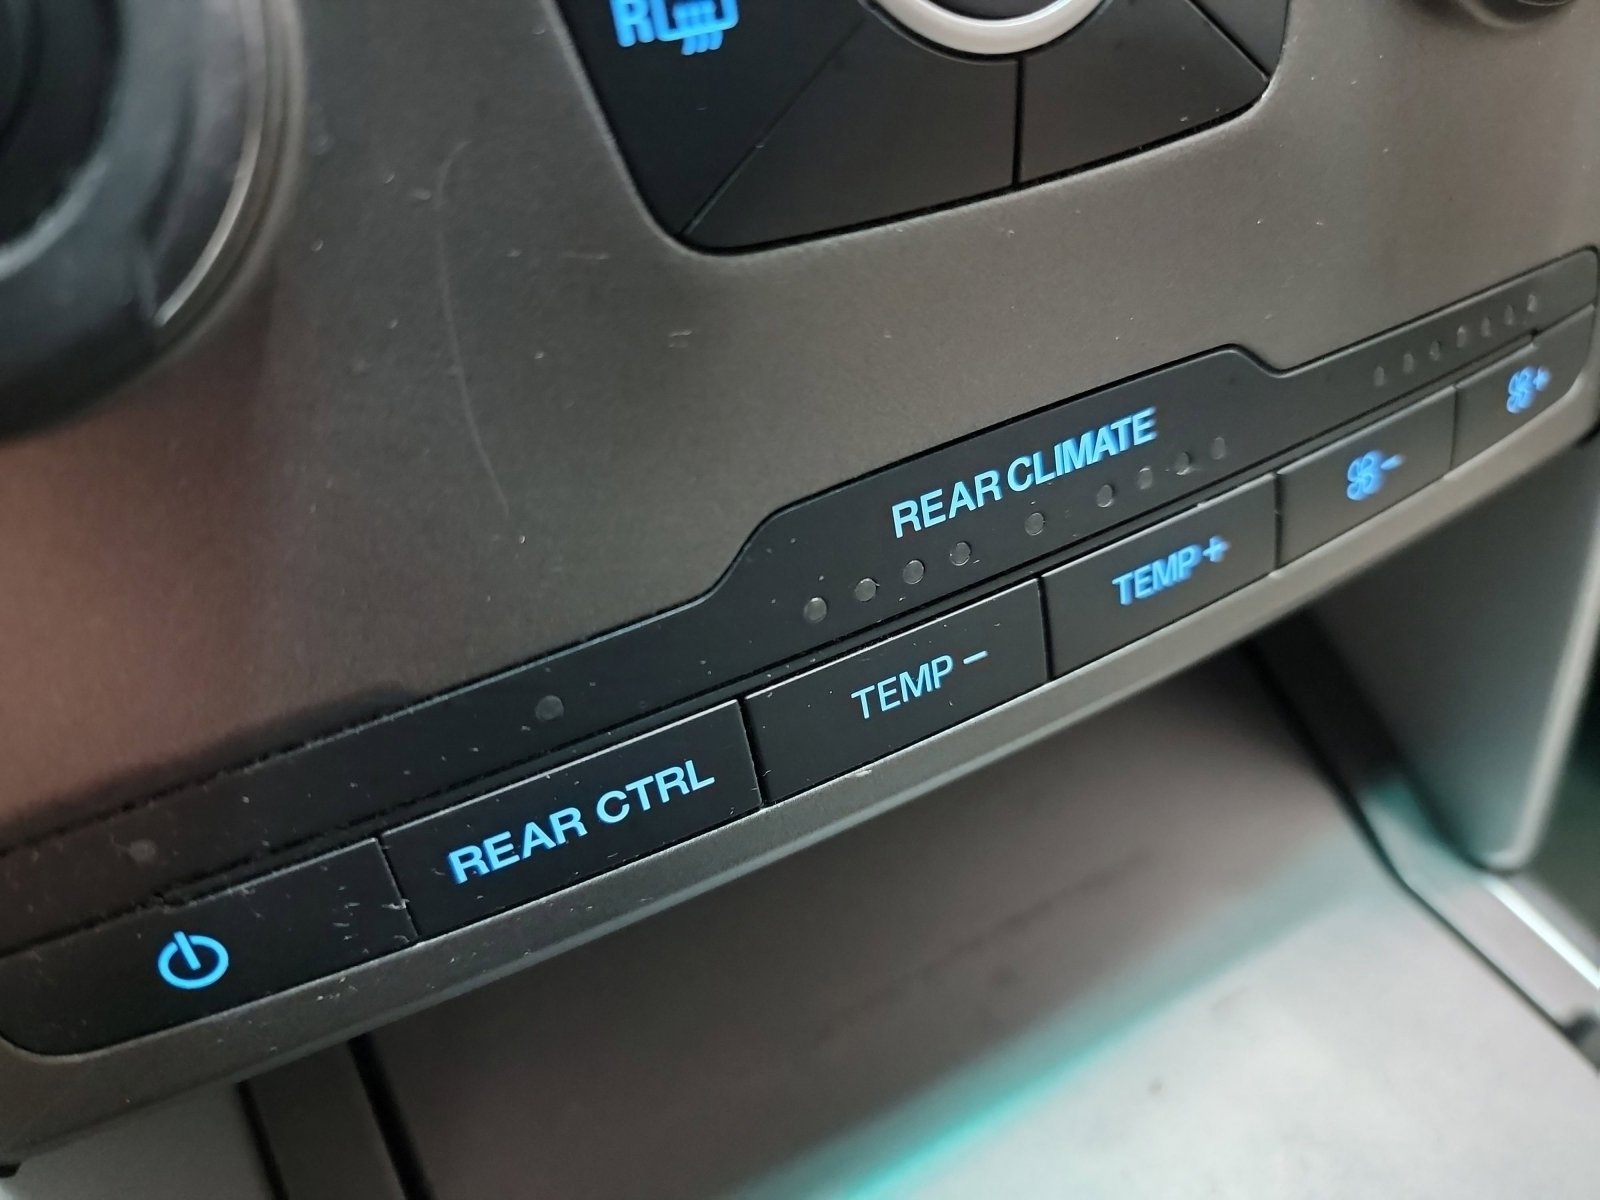 R
REAR CLIMATE
REAR CTRL
TEMP –
TEMP +
–
+